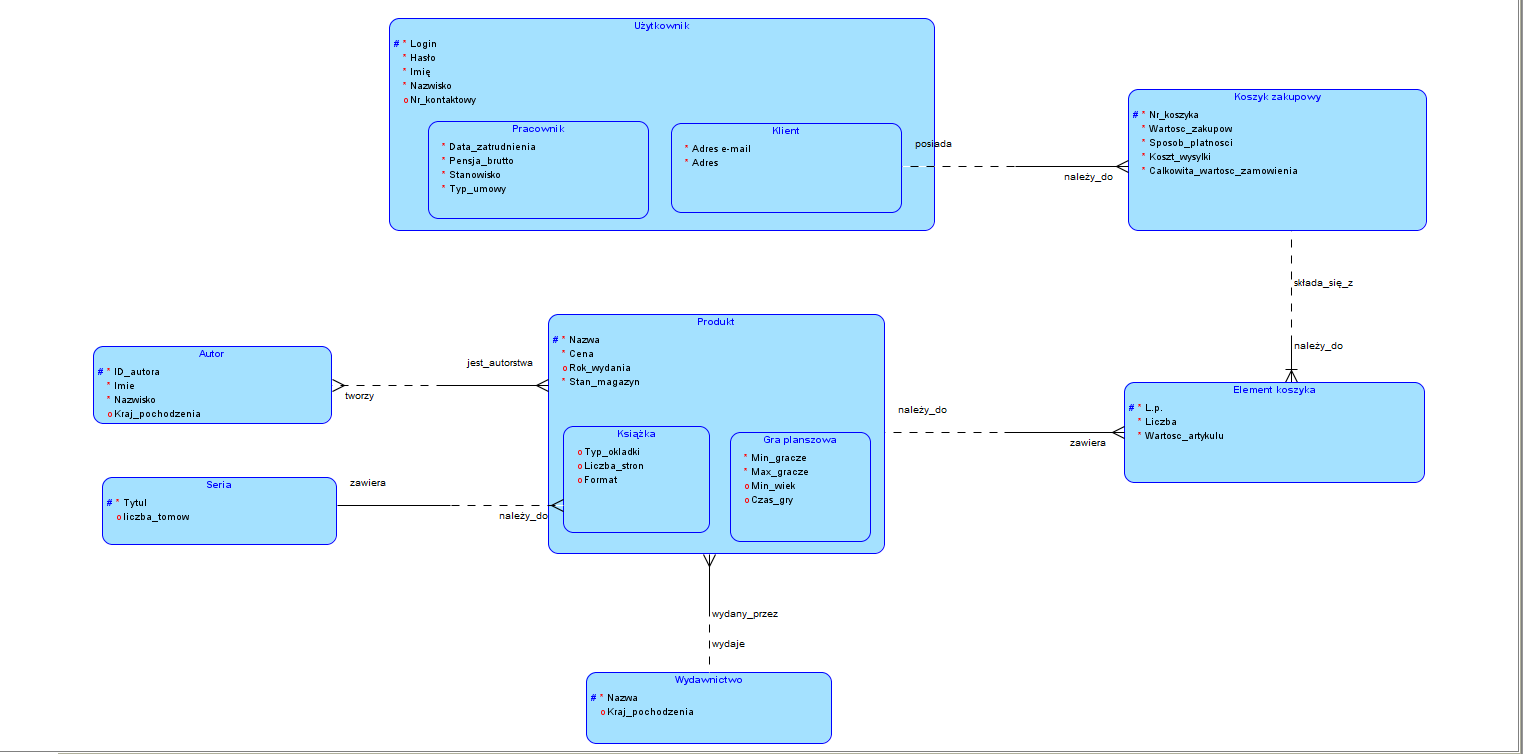 Użytkownik
# * Login
* Hasło
* Imię
* Nazwisko
o Nr_kontaktowy
Pracownik
* Data_zatrudnienia
* Pensja_brutto
* Stanowisko
* Typ_umowy
Klient
* Adres e-mail
* Adres
posiada
należy_do
Koszyk zakupowy
# * Nr_koszyka
* Wartosc_zakupow
* Sposob_platnosci
* Koszt_wysylki
* Calkowita_wartosc_zamowienia
składa_się_z
należy_do
Autor
# * ID_autora
* Imie
* Nazwisko
o Kraj_pochodzenia
jest_autorstwa
tworzy
Produkt
# * Nazwa
* Cena
o Rok_wydania
* Stan_magazyn
Książka
o Typ_okladki
o Liczba_stron
o Format
Gra planszowa
* Min_gracze
* Max_gracze
o Min_wiek
o Czas_gry
należy_do
zawiera
Element koszyka
# * L.p.
* Liczba
* Wartosc_artykulu
Seria
# * Tytul
o liczba_tomow
zawiera
należy_do
wydany_przez
wydaje
Wydawnictwo
# * Nazwa
o Kraj_pochodzenia